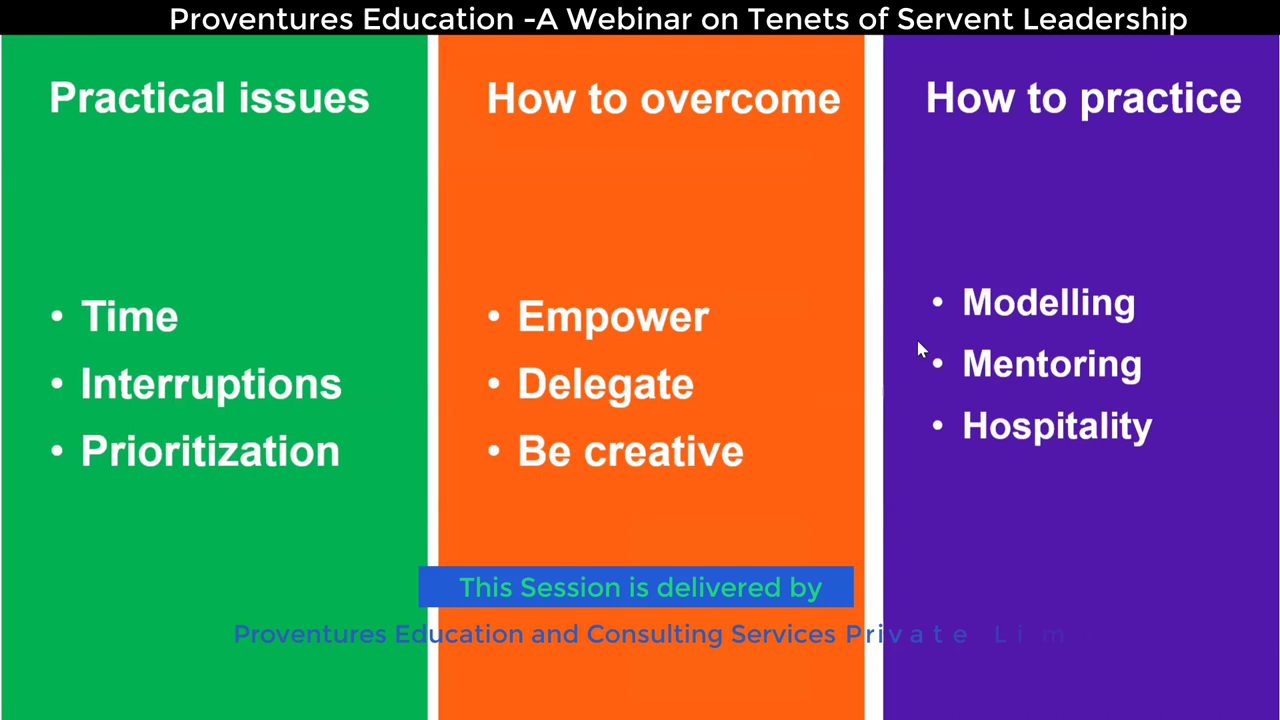 Proventures Education -A Webinar on Tenets of Servent Leadership
Practical issues
• Time
• Interruptions
• Prioritization
How to overcome
• Empower
• Delegate
• Be creative
How to practice
• Modelling
• Mentoring
• Hospitality
This Session is delivered by
Proventures Education and Consulting Services Private